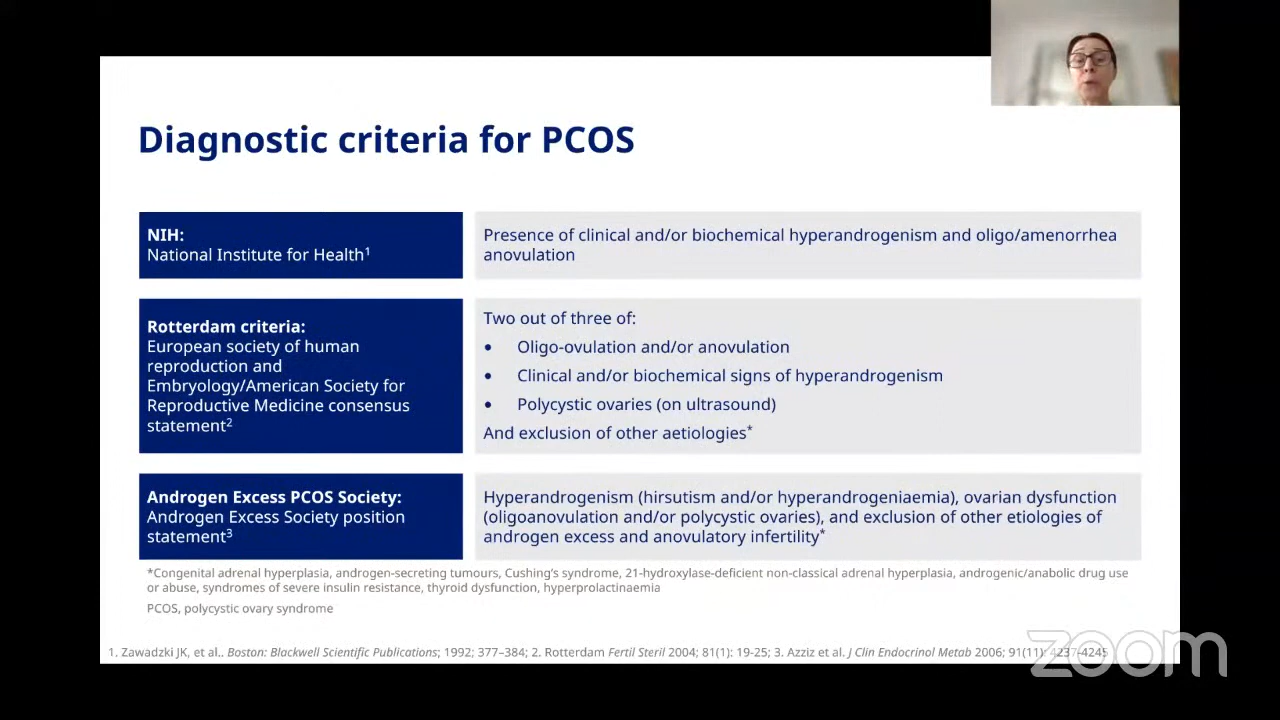 Diagnostic criteria for PCOS
NIH:
National Institute for Health¹
Presence of clinical and/or biochemical hyperandrogenism and oligo/amenorrhea
anovulation
Rotterdam criteria:
European society of human
reproduction and
Embryology/American Society for
Reproductive Medicine consensus
statement²
Two out of three of:
• Oligo-ovulation and/or anovulation
• Clinical and/or biochemical signs of hyperandrogenism
• Polycystic ovaries (on ultrasound)
And exclusion of other aetiologies*
Androgen Excess PCOS Society:
Androgen Excess Society position
statement³
Hyperandrogenism (hirsutism and/or hyperandrogeniaemia), ovarian dysfunction
(oligoanovulation and/or polycystic ovaries), and exclusion of other etiologies of
androgen excess and anovulatory infertility*
*Congenital adrenal hyperplasia, androgen-secreting tumours, Cushing's syndrome, 21-hydroxylase-deficient non-classical adrenal hyperplasia, androgenic/anabolic drug use
or abuse, syndromes of severe insulin resistance, thyroid dysfunction, hyperprolactinaemia
PCOS, polycystic ovary syndrome
1. Zawadzki JK, et al.. Boston: Blackwell Scientific Publications; 1992; 377–384; 2. Rotterdam Fertil Steril 2004; 81(1): 19-25; 3. Azziz et al. J Clin Endocrinol Metab 2006; 91(11): 4237-4245
zoom